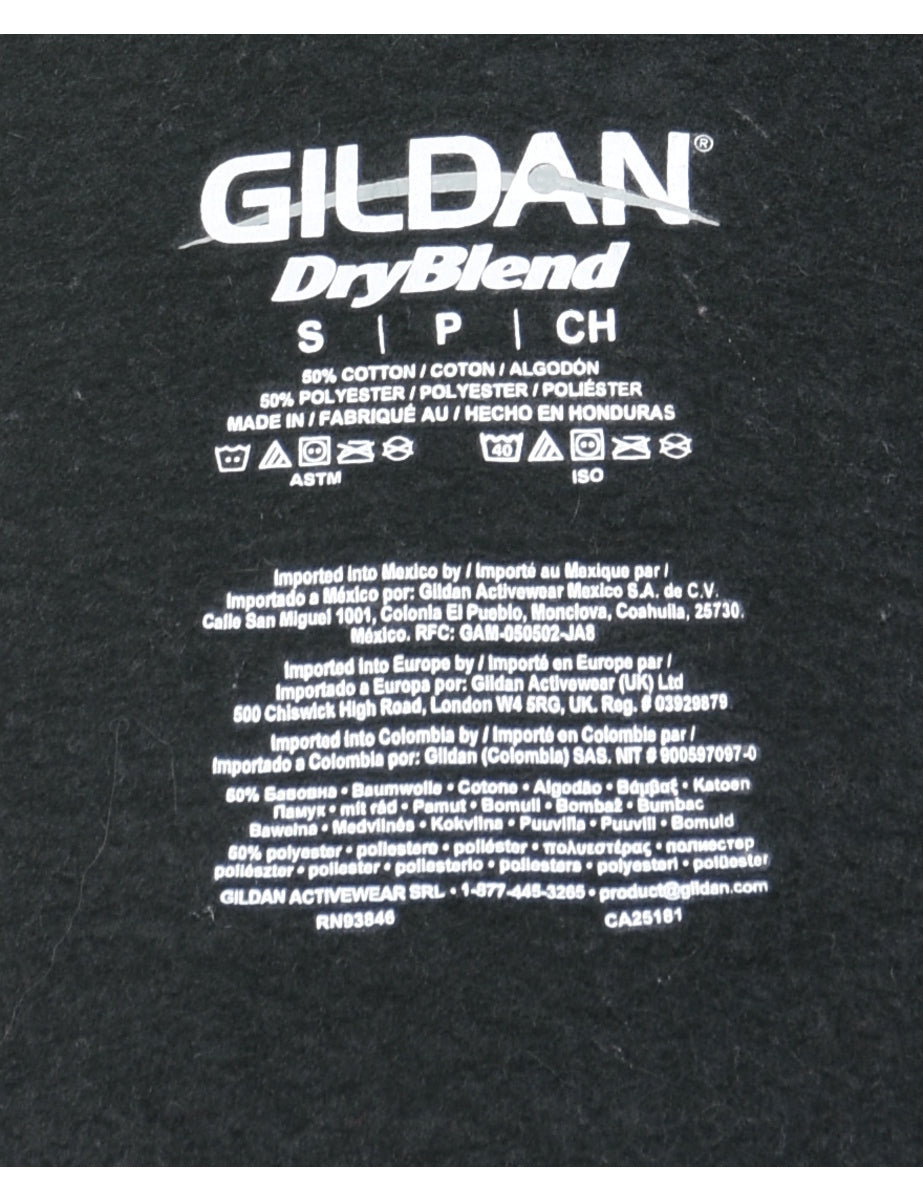 GILDAN®
DryBlend
S | P | CH
50% COTTON / COTON / ALGODÓN
50% POLYESTER / POLYESTER / POLIÉSTER
MADE IN / FABRIQUÉ AU / HECHO EN HONDURAS
40
ASTM ISO
Imported into Mexico by / Importé au Mexique par /
Importado a México por: Gildan Activewear Mexico S.A. de C.V.
Calle San Miguel 1001, Colonia El Pueblo, Monclova, Coahuila, 25730.
México. RFC: GAM-050502-JA8
Imported into Europe by / Importé en Europe par /
Importado a Europa por: Gildan Activewear (UK) Ltd
500 Chiswick High Road, London W4 5RG, UK. Reg. # 03929879
Imported into Colombia by / Importé en Colombie par /
Importado a Colombia por: Gildan (Colombia) SAS. NIT # 900597097-0
50% Бавовна • Baumwolle • Cotone • Algodão • Βάμβαξ • Katoen
Памук • mit rád • Pamut • Bomull • Bombaž • Bumbac
Bawełna • Medvilnės • Kokvilna • Puuvilla • Puuvill • Bomuld
50% polyester • poliestere • poliéster • πολυεστέρας • полиестер
poliészter • poliester • poliesterio • poliesters • polyesteri • polüester
GILDAN ACTIVEWEAR SRL • 1-877-445-3265 • product@gildan.com
RN93846 CA25181